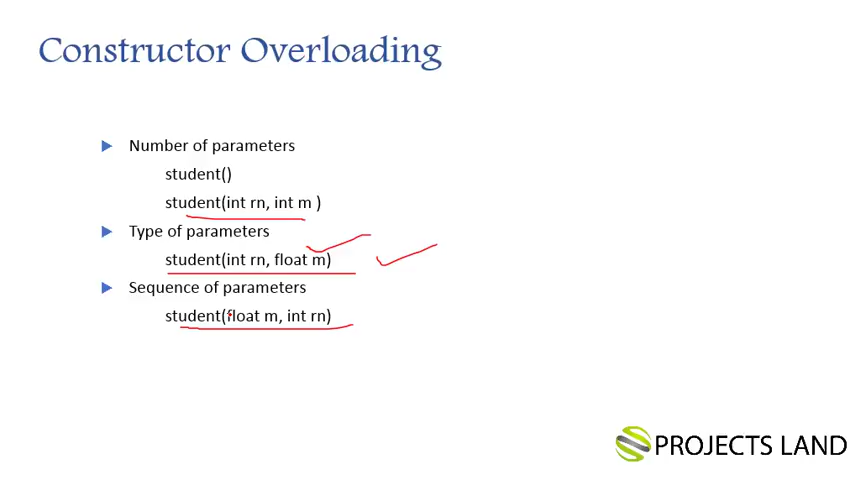 Constructor Overloading
Number of parameters
student()
student(int rn, int m )
Type of parameters
student(int rn, float m)
Sequence of parameters
student(float m, int rn)
PROJECTS LAND